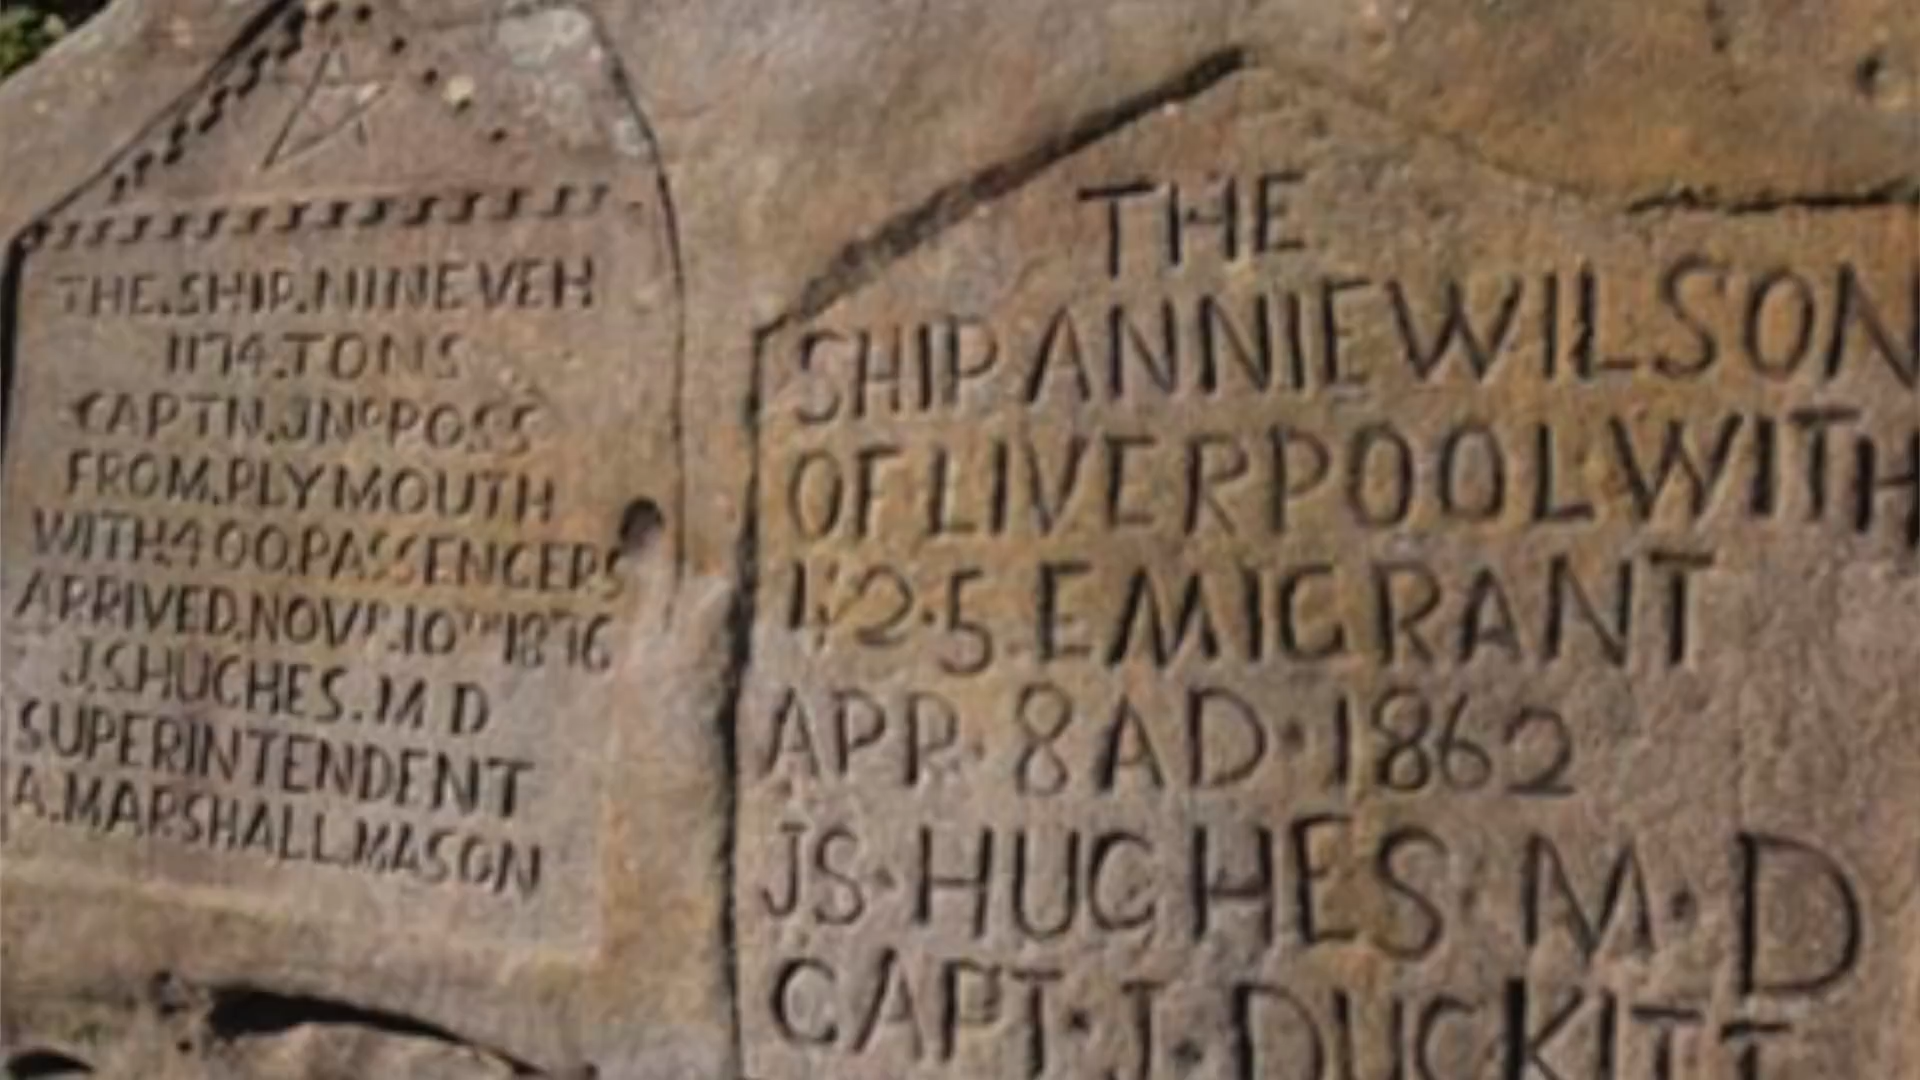 THE.SHIP.NINEVEH
1174.TONS
CAPTN.JNO ROSS
FROM.PLYMOUTH
WITH.400.PASSENGERS
ARRIVED.NOVR.10TH 1876
J.S.HUGHES.M D
SUPERINTENDENT
A.MARSHALL.MASON
THE
SHIP ANNIE WILSON
OF LIVERPOOL WITH
425 EMIGRANT
APR·8 AD·1862
JS·HUGHES·M·D
CAPT·J·DUCKITT